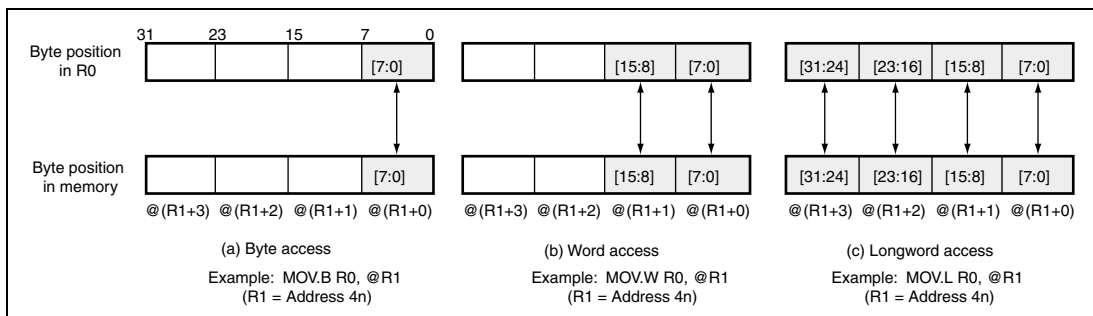 31 23 15 7 0
Byte position
in R0
[7:0] [15:8] [7:0] [31:24] [23:16] [15:8] [7:0]
Byte position
in memory
[7:0] [15:8] [7:0] [31:24] [23:16] [15:8] [7:0]
@(R1+3) @(R1+2) @(R1+1) @(R1+0) @(R1+3) @(R1+2) @(R1+1) @(R1+0) @(R1+3) @(R1+2) @(R1+1) @(R1+0)
(a) Byte access (b) Word access (c) Longword access
Example: MOV.B R0, @R1 Example: MOV.W R0, @R1 Example: MOV.L R0, @R1
(R1 = Address 4n) (R1 = Address 4n) (R1 = Address 4n)